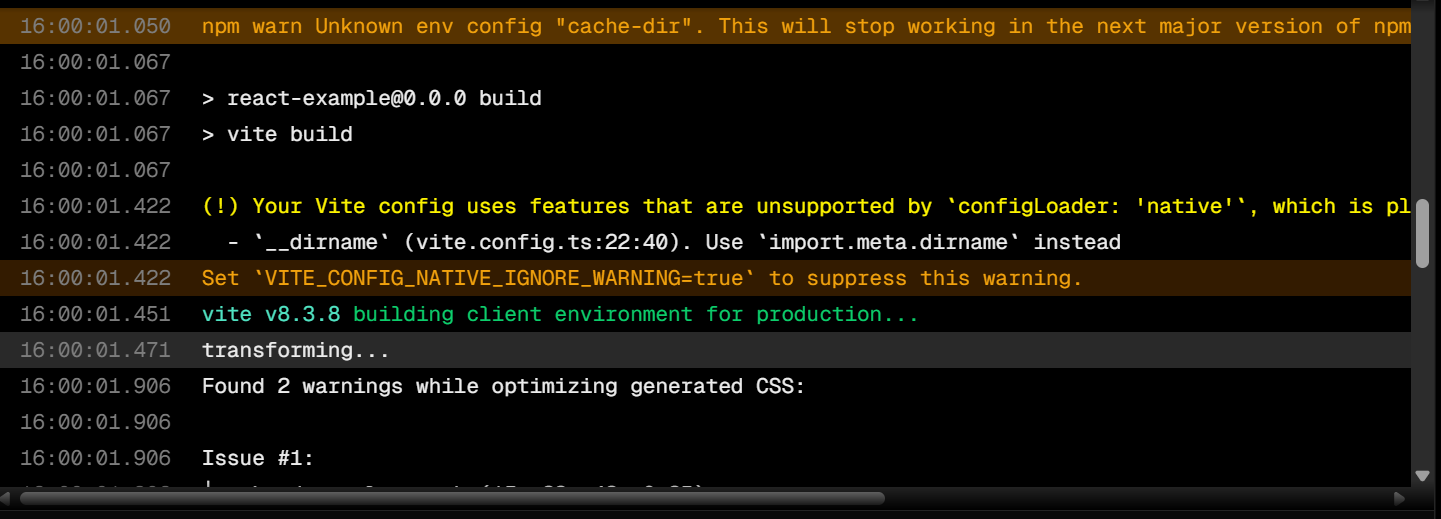 16:00:01.050 npm warn Unknown env config "cache-dir". This will stop working in the next major version of npm
16:00:01.067
16:00:01.067 > react-example@0.0.0 build
16:00:01.067 > vite build
16:00:01.067
16:00:01.422 (!) Your Vite config uses features that are unsupported by `configLoader: 'native'`, which is pl
16:00:01.422 - `__dirname` (vite.config.ts:22:40). Use `import.meta.dirname` instead
16:00:01.422 Set `VITE_CONFIG_NATIVE_IGNORE_WARNING=true` to suppress this warning.
16:00:01.451 vite v8.3.8 building client environment for production...
16:00:01.471 transforming...
16:00:01.906 Found 2 warnings while optimizing generated CSS:
16:00:01.906
16:00:01.906 Issue #1: